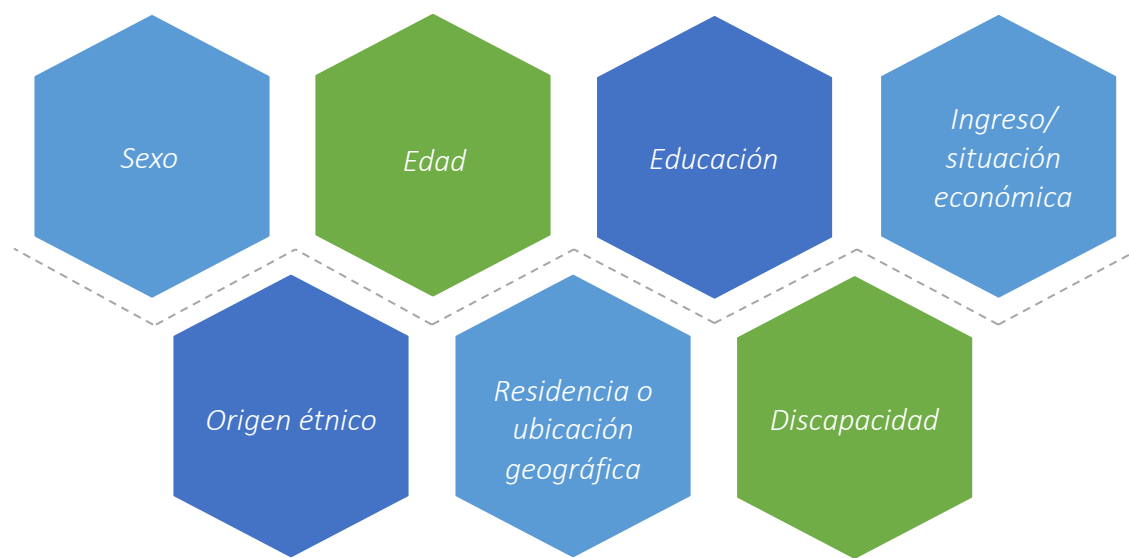 Sexo
Edad
Educación
Ingreso/
situación
económica
Origen étnico
Residencia o
ubicación
geográfica
Discapacidad